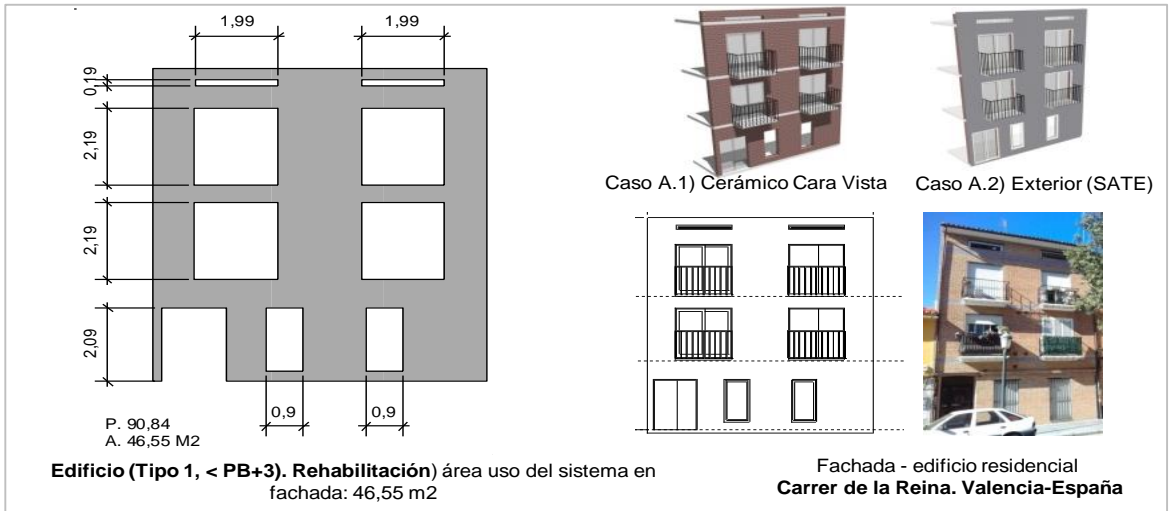 1,99
1,99
0,19
2,19
2,19
2,09
0,9
0,9
P. 90,84
A. 46,55 M2
Edificio (Tipo 1, < PB+3). Rehabilitación) área uso del sistema en
fachada: 46,55 m2
Caso A.1) Cerámico Cara Vista
Caso A.2) Exterior (SATE)
Fachada - edificio residencial
Carrer de la Reina. Valencia-España